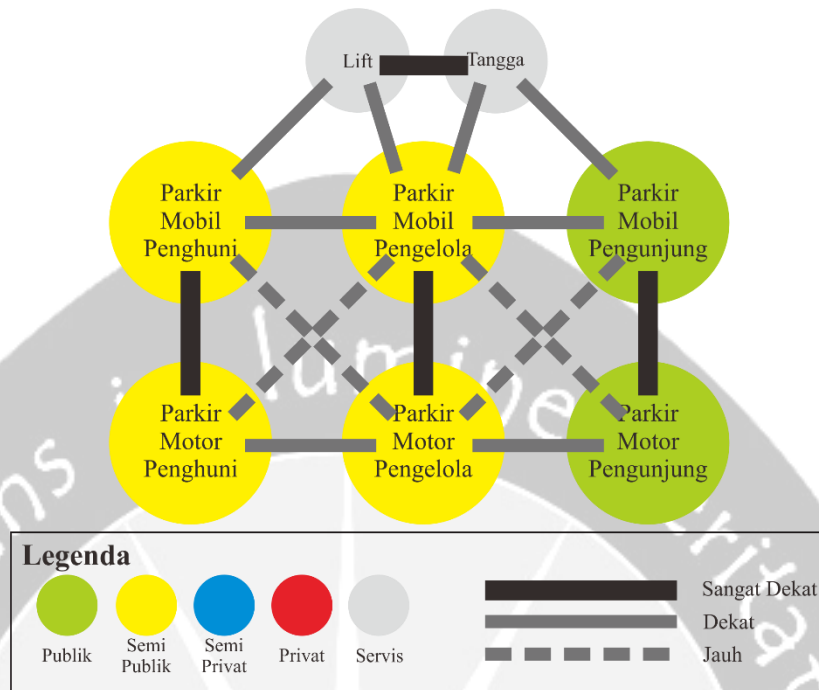 Lift
Tangga
Parkir
Mobil
Penghuni
Parkir
Mobil
Pengelola
Parkir
Mobil
Pengunjung
Parkir
Motor
Penghuni
Parkir
Motor
Pengelola
Parkir
Motor
Pengunjung
Legenda
Publik
Semi
Publik
Semi
Privat
Privat
Servis
Sangat Dekat
Dekat
Jauh